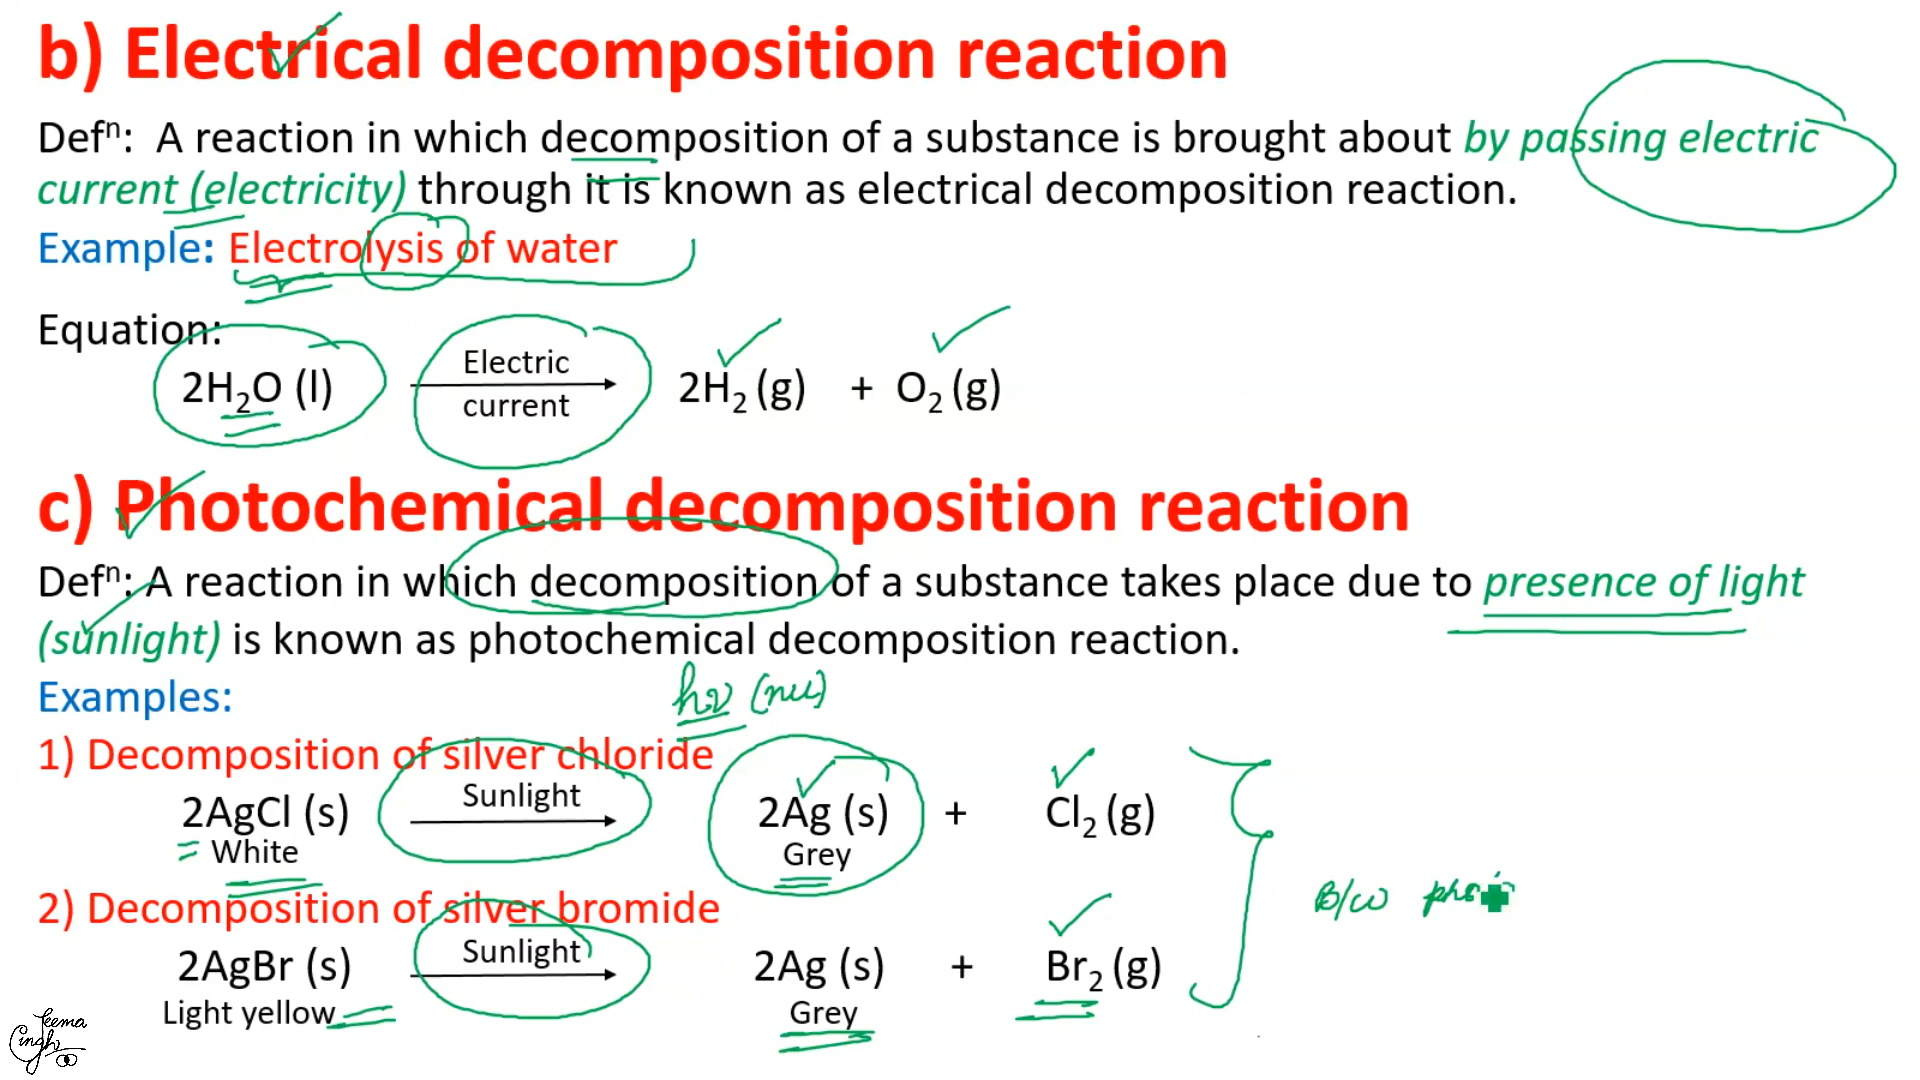 b) Electrical decomposition reaction
Defⁿ: A reaction in which decomposition of a substance is brought about by passing electric
current (electricity) through it is known as electrical decomposition reaction.
Example: Electrolysis of water
Equation:
2H₂O (l) Electric current 2H₂ (g) + O₂ (g)
c) Photochemical decomposition reaction
Defⁿ: A reaction in which decomposition of a substance takes place due to presence of light
(sunlight) is known as photochemical decomposition reaction.
Examples:
hν (nu)
1) Decomposition of silver chloride
2AgCl (s) Sunlight 2Ag (s) + Cl₂ (g)
White Grey
2) Decomposition of silver bromide
B/W
2AgBr (s) Sunlight 2Ag (s) + Br₂ (g)
Light yellow Grey